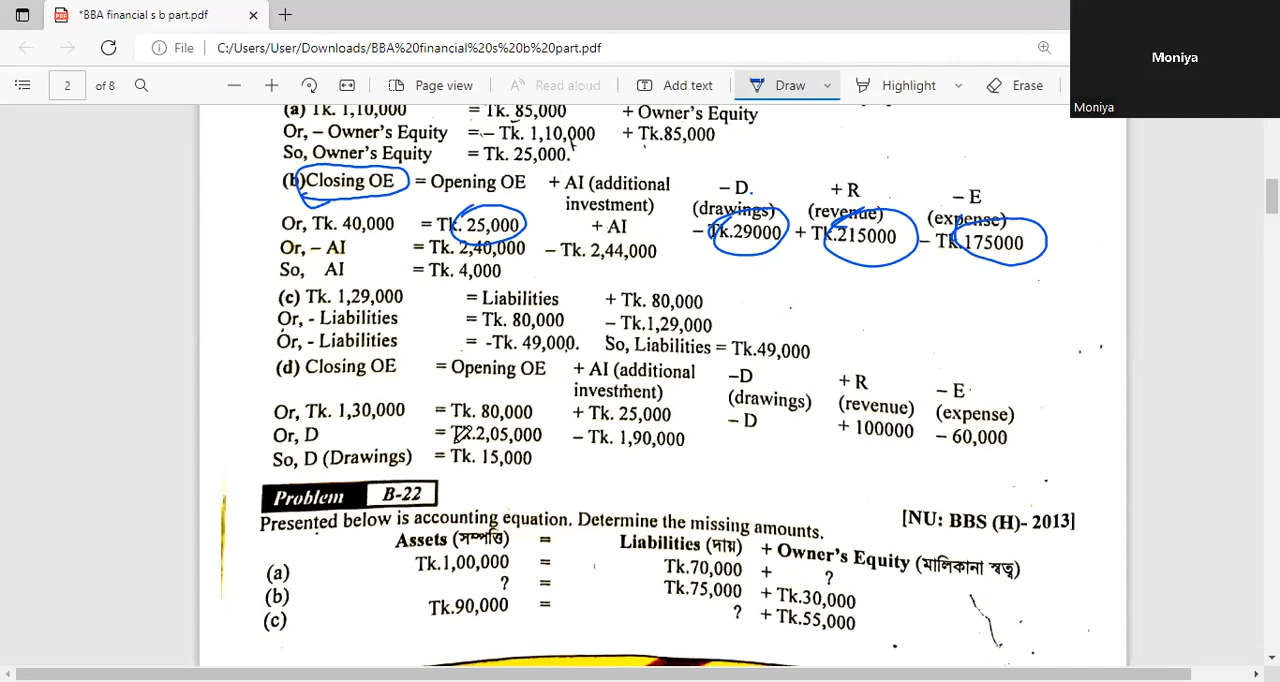 *BBA financial s b part.pdf
File C:/Users/User/Downloads/BBA%20financial%20s%20b%20part.pdf
Moniya
Moniya
2 of 8 Page view Read aloud Add text Draw Highlight Erase
(a) Tk. 1,10,000 = Tk. 85,000 + Owner's Equity
Or, – Owner's Equity = – Tk. 1,10,000 + Tk.85,000
So, Owner's Equity = Tk. 25,000.
(b)Closing OE = Opening OE + AI (additional – D. + R – E
investment) (drawings) (revenue) (expense)
Or, Tk. 40,000 = Tk. 25,000 + AI – Tk.29000 + Tk.215000 – Tk.175000
Or, – AI = Tk. 2,40,000 – Tk. 2,44,000
So, AI = Tk. 4,000
(c) Tk. 1,29,000 = Liabilities + Tk. 80,000
Or, - Liabilities = Tk. 80,000 – Tk.1,29,000
Or, - Liabilities = -Tk. 49,000. So, Liabilities = Tk.49,000
(d) Closing OE = Opening OE + AI (additional –D + R – E
investment) (drawings) (revenue) (expense)
Or, Tk. 1,30,000 = Tk. 80,000 + Tk. 25,000 – D + 100000 – 60,000
Or, D = Tk.2,05,000 – Tk. 1,90,000
So, D (Drawings) = Tk. 15,000
Problem B-22
Presented below is accounting equation. Determine the missing amounts. [NU: BBS (H)- 2013]
Assets (সম্পত্তি) = Liabilities (দায়) + Owner's Equity (মালিকানা স্বত্ব)
(a) Tk.1,00,000 = Tk.70,000 + ?
(b) ? = Tk.75,000 + Tk.30,000
(c) Tk.90,000 = ? + Tk.55,000